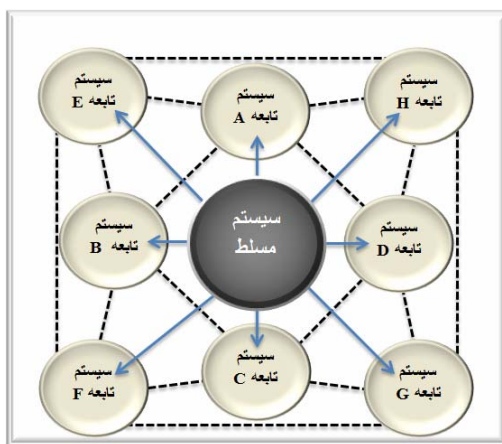 سیستم
تابعه E
سیستم
تابعه A
سیستم
تابعه H
سیستم
تابعه B
سیستم
مسلط
سیستم
تابعه D
سیستم
تابعه F
سیستم
تابعه C
سیستم
تابعه G